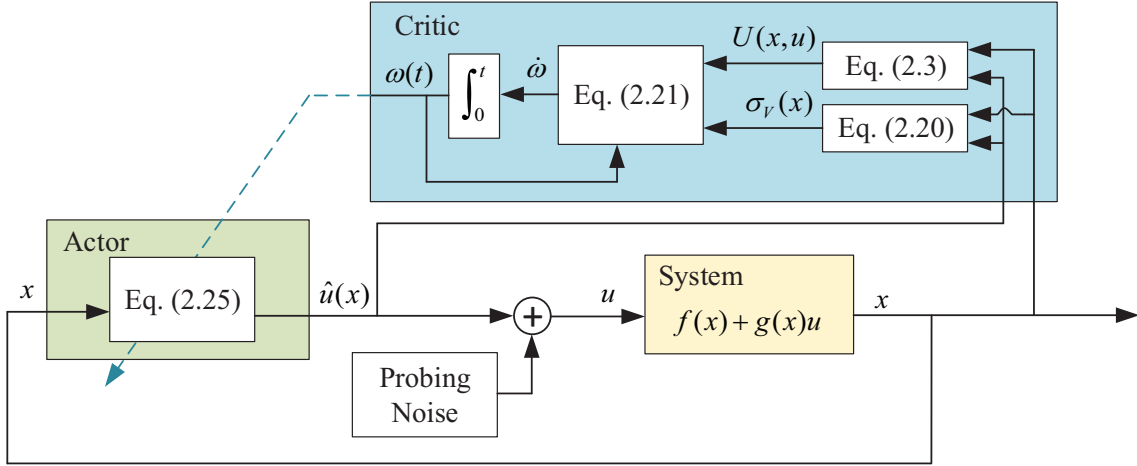 Critic
ω(t)
∫₀ᵗ
ω̇
Eq. (2.21)
U(x,u)
Eq. (2.3)
σ_V(x)
Eq. (2.20)
Actor
x
Eq. (2.25)
û(x)
+
u
System
f(x)+g(x)u
x
Probing
Noise